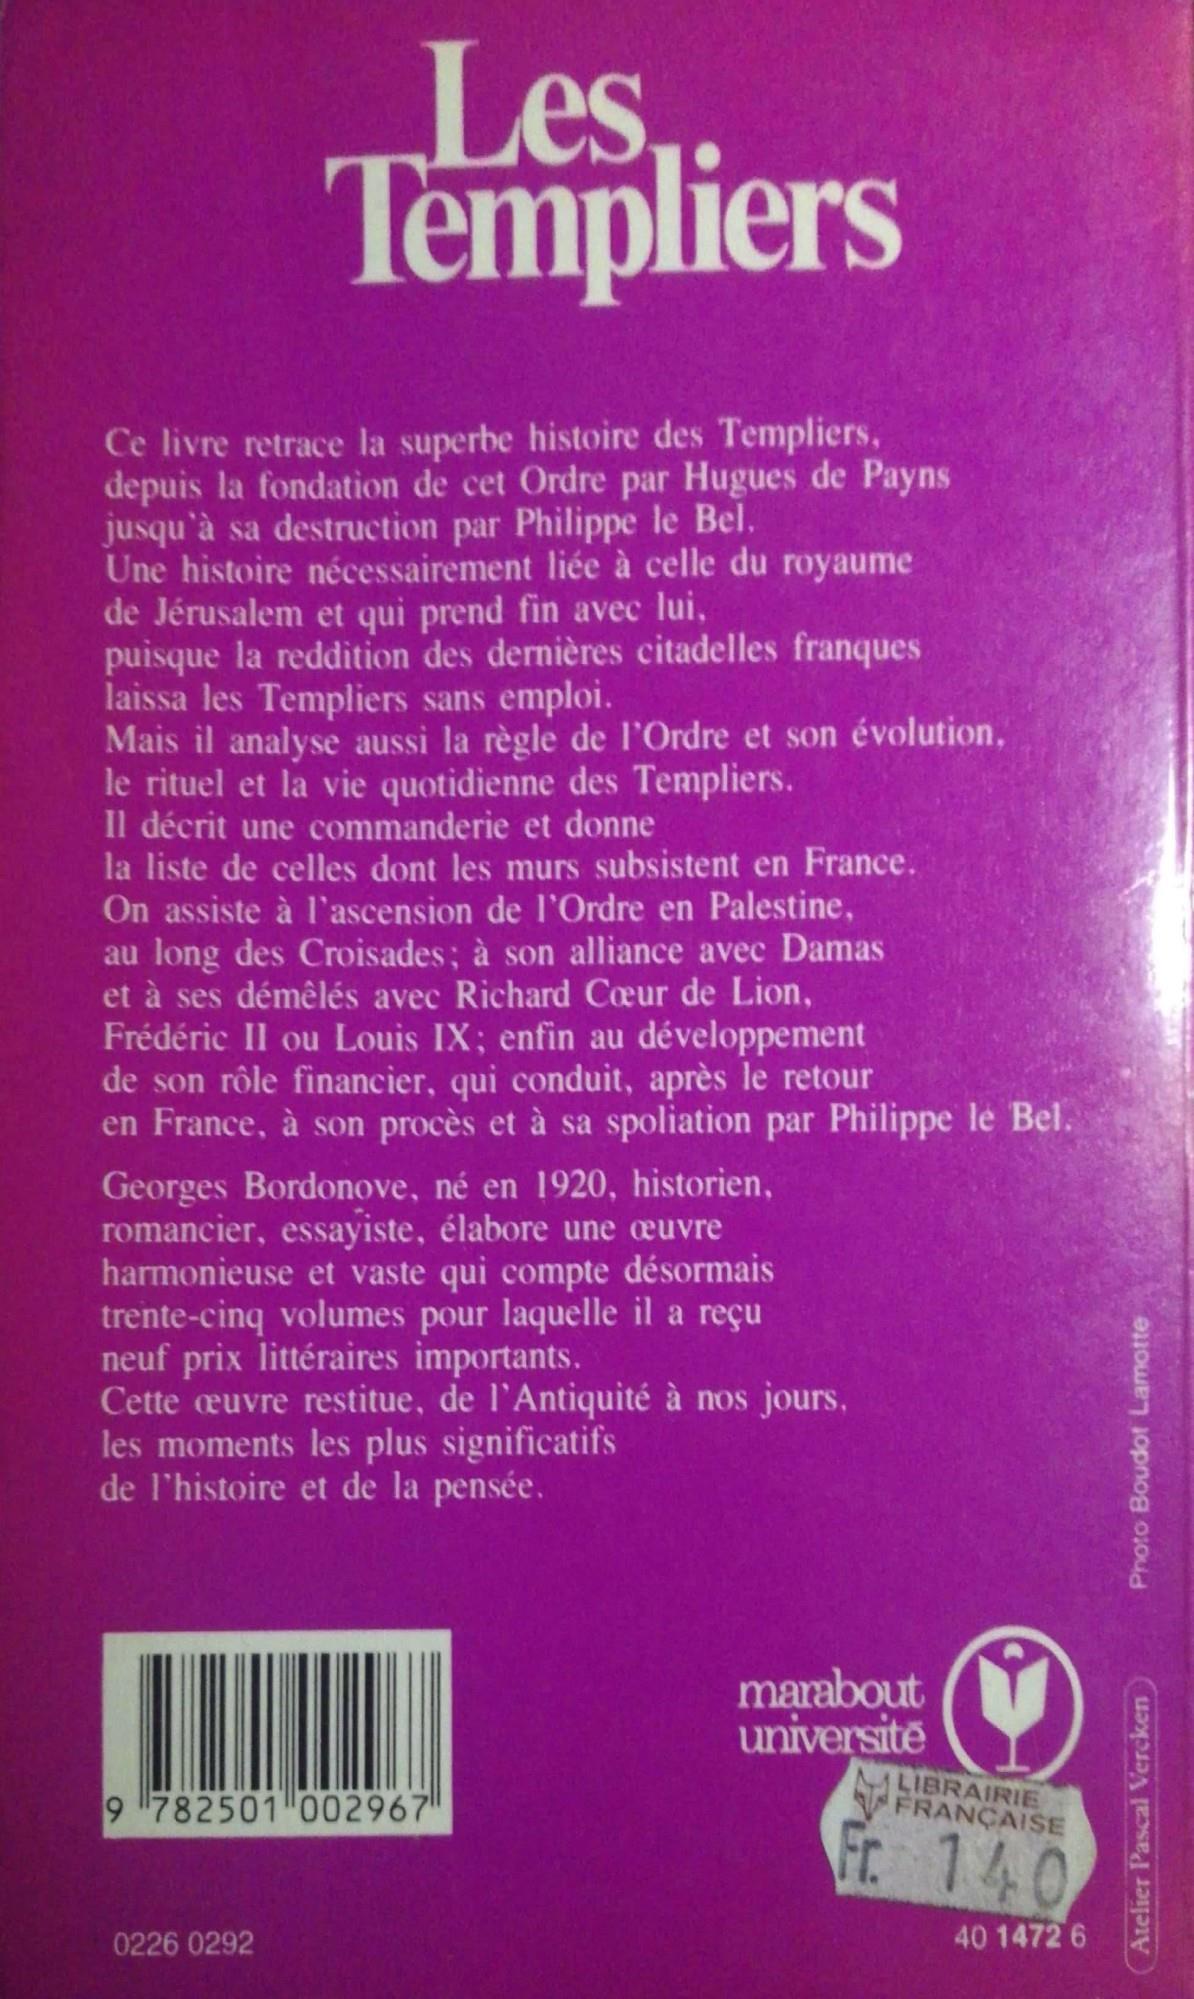 Les
Templiers
Ce livre retrace la superbe histoire des Templiers,
depuis la fondation de cet Ordre par Hugues de Payns
jusqu'à sa destruction par Philippe le Bel.
Une histoire nécessairement liée à celle du royaume
de Jérusalem et qui prend fin avec lui,
puisque la reddition des dernières citadelles franques
laissa les Templiers sans emploi.
Mais il analyse aussi la règle de l'Ordre et son évolution,
le rituel et la vie quotidienne des Templiers.
Il décrit une commanderie et donne
la liste de celles dont les murs subsistent en France.
On assiste à l'ascension de l'Ordre en Palestine,
au long des Croisades; à son alliance avec Damas
et à ses démêlés avec Richard Cœur de Lion,
Frédéric II ou Louis IX; enfin au développement
de son rôle financier, qui conduit, après le retour
en France, à son procès et à sa spoliation par Philippe le Bel.
Georges Bordonove, né en 1920, historien,
romancier, essayiste, élabore une œuvre
harmonieuse et vaste qui compte désormais
trente-cinq volumes pour laquelle il a reçu
neuf prix littéraires importants.
Cette œuvre restitue, de l'Antiquité à nos jours,
les moments les plus significatifs
de l'histoire et de la pensée.
Photo Boudot Lamotte
marabout
université
LIBRAIRIE
FRANÇAISE
Fr. 140
9 782501 002967
Atelier Pascal Vercken
0226 0292
40 1472 6